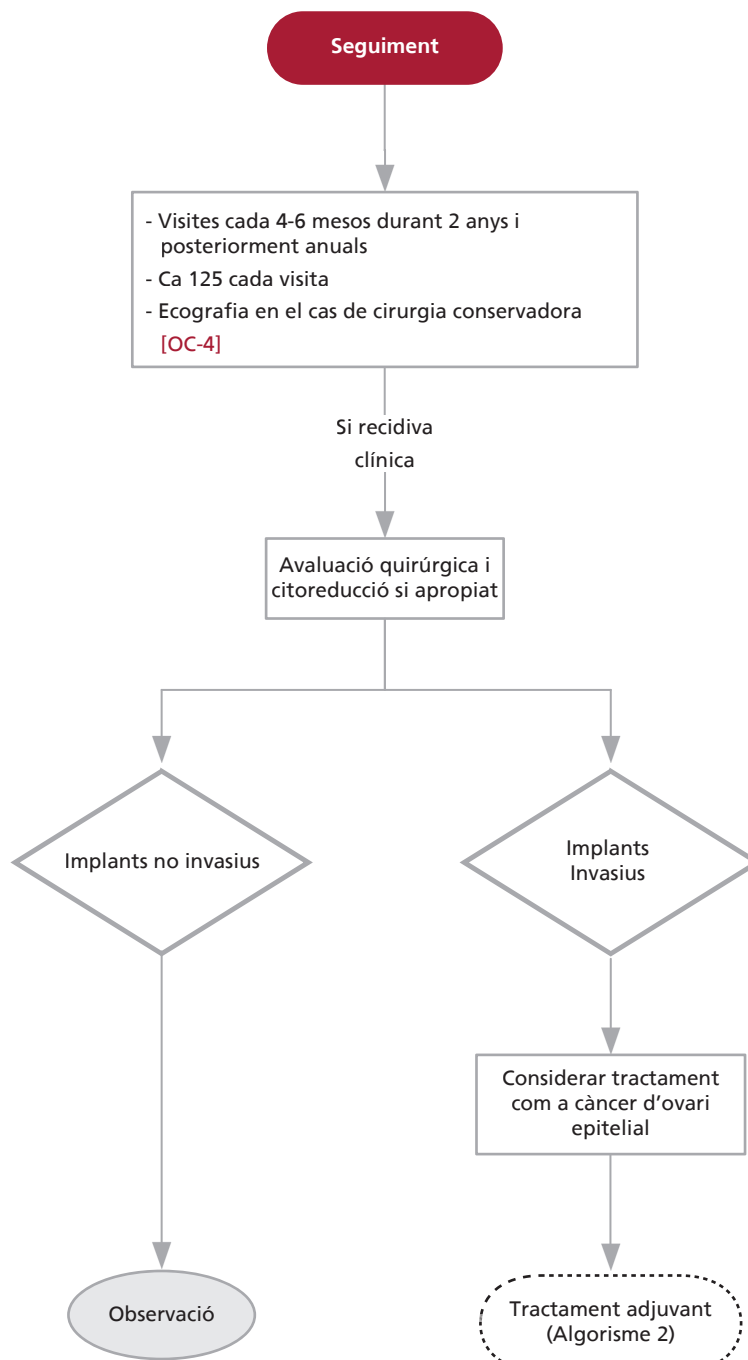 Seguiment
- Visites cada 4-6 mesos durant 2 anys i
posteriorment anuals
- Ca 125 cada visita
- Ecografia en el cas de cirurgia conservadora
[OC-4]
Si recidiva
clínica
Avaluació quirúrgica i
citoreducció si apropiat
Implants no invasius
Implants
Invasius
Considerar tractament
com a càncer d’ovari
epitelial
Observació
Tractament adjuvant
(Algorisme 2)